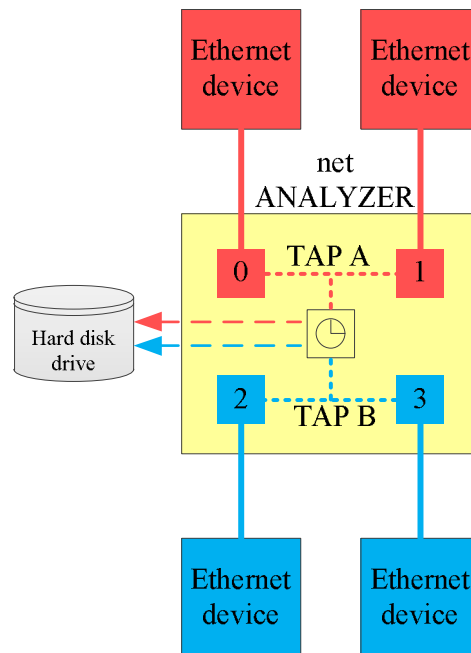 Ethernet
device
Ethernet
device
net
ANALYZER
TAP A
0
1
Hard disk
drive
2
3
TAP B
Ethernet
device
Ethernet
device